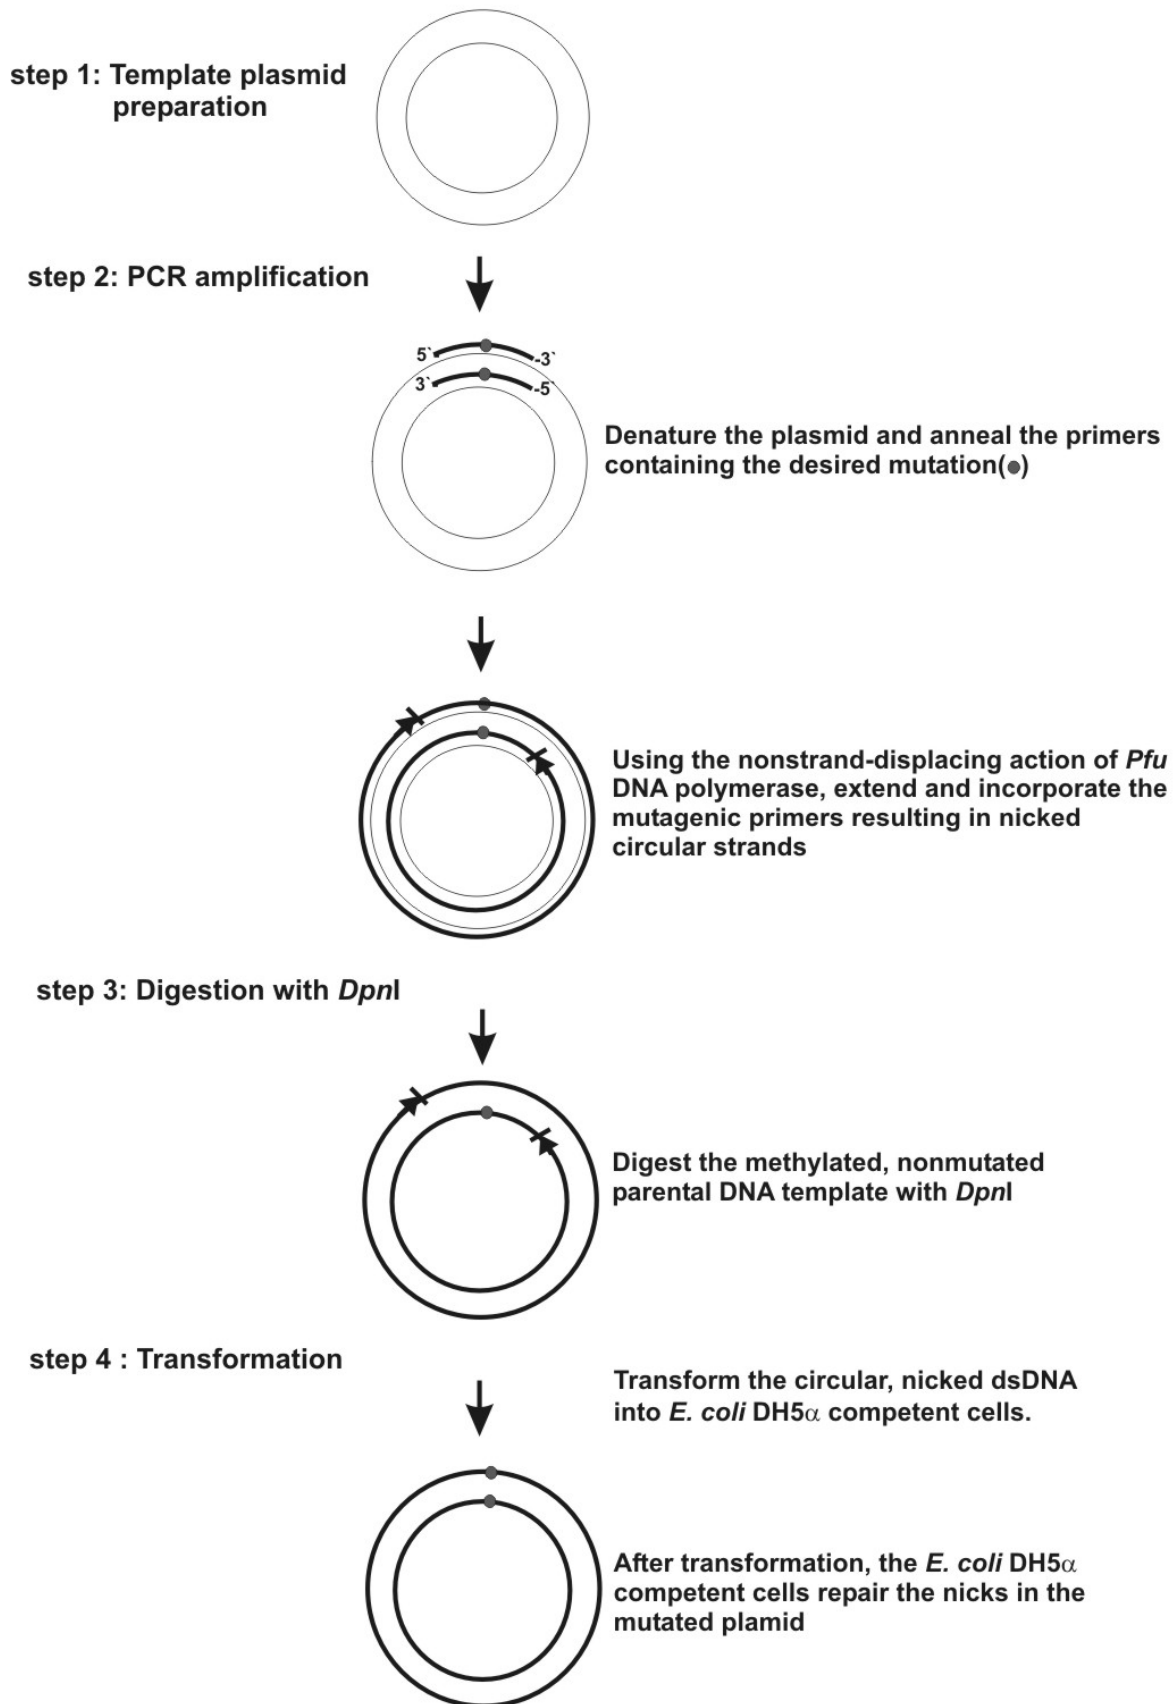 step 1: Template plasmid
preparation
step 2: PCR amplification
5`
-3`
3`
-5`
Denature the plasmid and anneal the primers
containing the desired mutation(●)
Using the nonstrand-displacing action of Pfu
DNA polymerase, extend and incorporate the
mutagenic primers resulting in nicked
circular strands
step 3: Digestion with DpnI
Digest the methylated, nonmutated
parental DNA template with DpnI
step 4 : Transformation
Transform the circular, nicked dsDNA
into E. coli DH5α competent cells.
After transformation, the E. coli DH5α
competent cells repair the nicks in the
mutated plamid